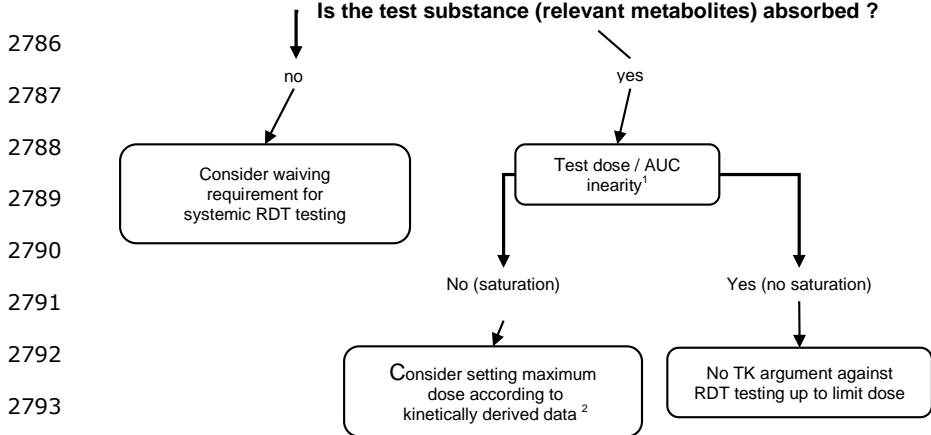 Is the test substance (relevant metabolites) absorbed ?
2786
no
yes
2787
2788
Consider waiving
requirement for
systemic RDT testing
Test dose / AUC
inearity1
2789
2790
No (saturation)
Yes (no saturation)
2791
2792
Consider setting maximum
dose according to
kinetically derived data 2
No TK argument against
RDT testing up to limit dose
2793